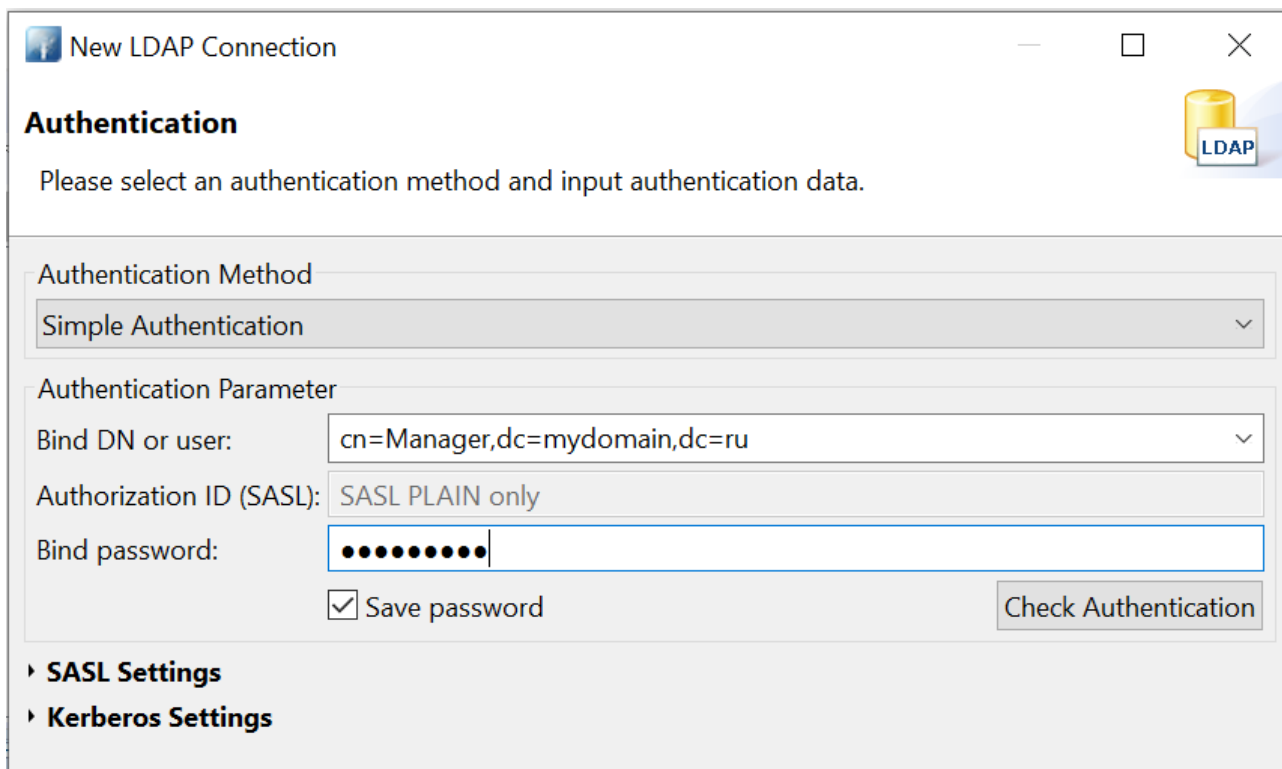 New LDAP Connection
Authentication
LDAP
Please select an authentication method and input authentication data.
Authentication Method
Simple Authentication
Authentication Parameter
Bind DN or user: cn=Manager,dc=mydomain,dc=ru
Authorization ID (SASL): SASL PLAIN only
Bind password: ●●●●●●●●●
Save password Check Authentication
SASL Settings
Kerberos Settings